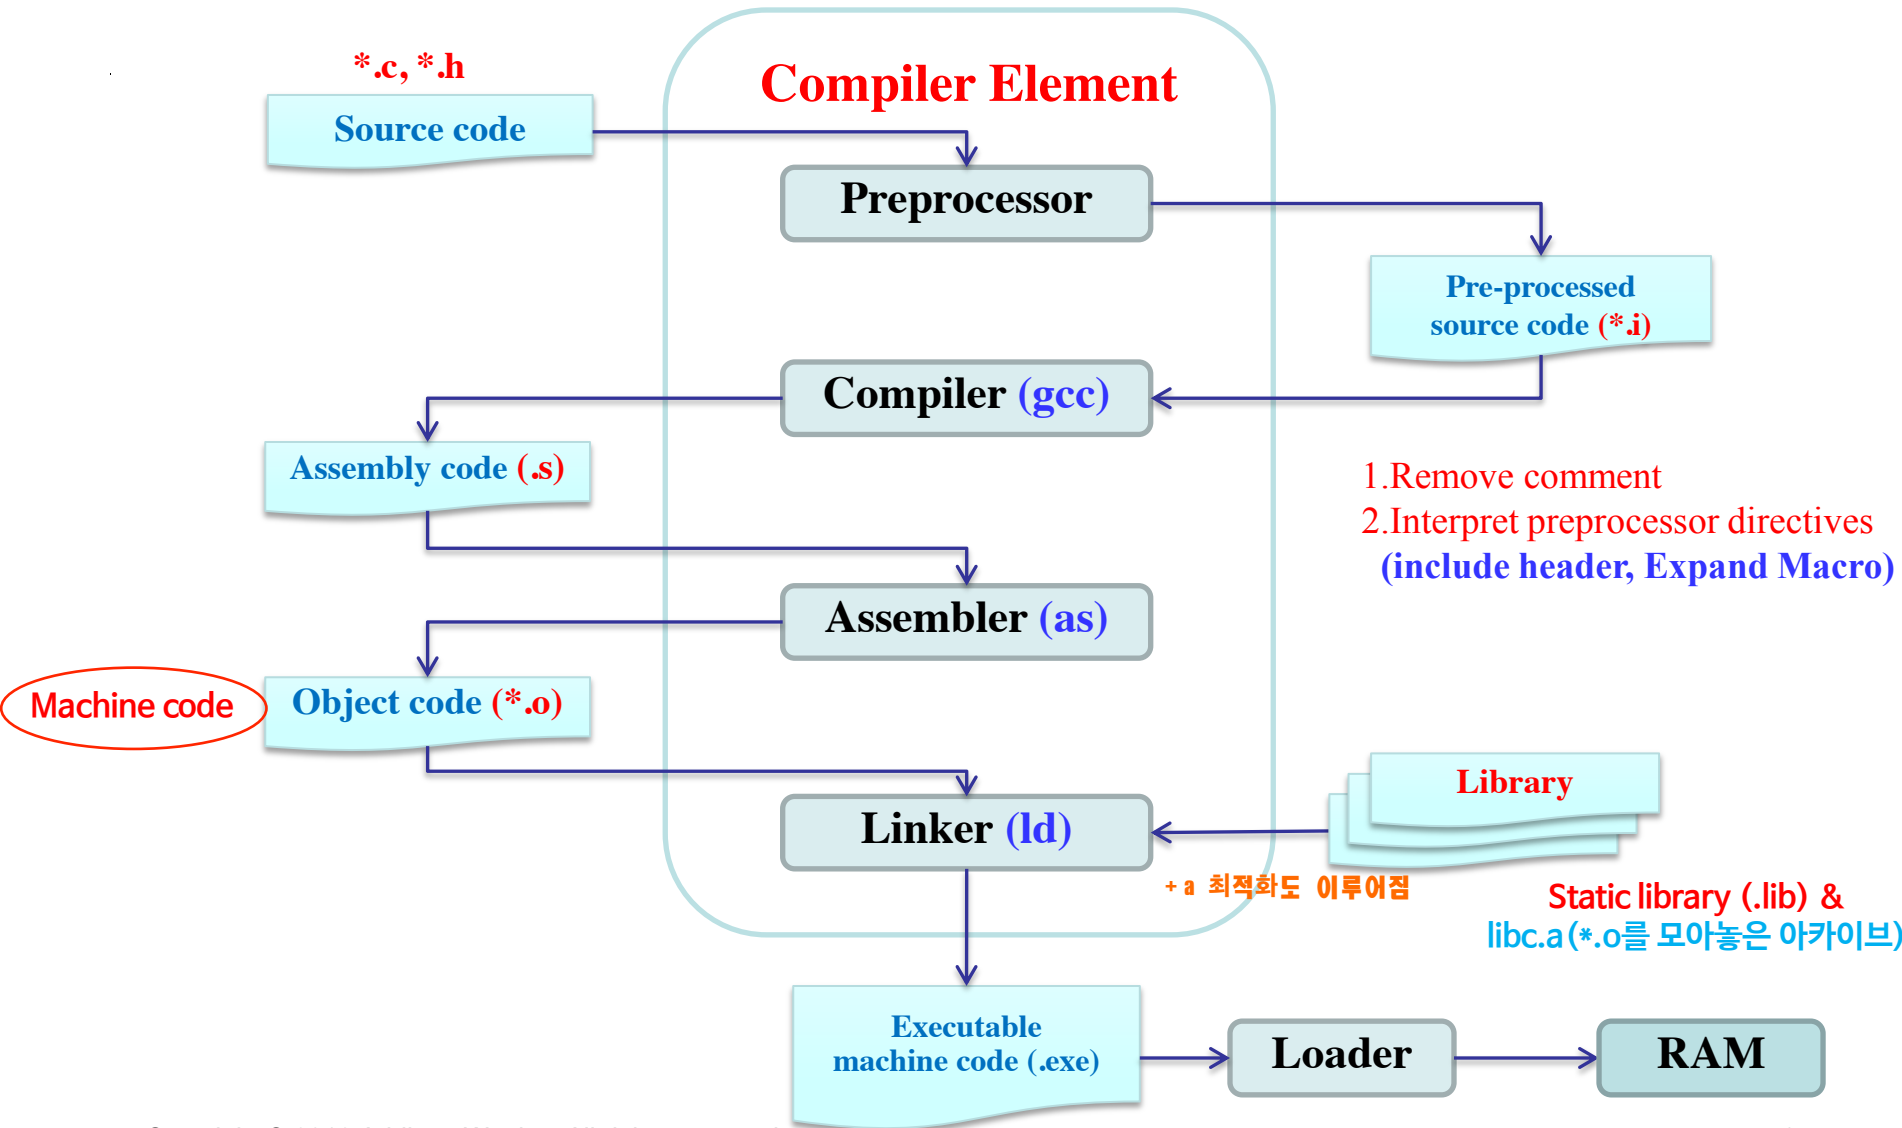 *.c, *.h
Compiler Element
Source code
Preprocessor
Pre-processed
source code (*.i)
Compiler (gcc)
Assembly code (.s)
1.Remove comment
2.Interpret preprocessor directives
(include header, Expand Macro)
Assembler (as)
Machine code
Object code (*.o)
Library
Linker (ld)
+a 최적화도 이루어짐
Static library (.lib) &
libc.a (*.o를 모아놓은 아카이브)
Executable
machine code (.exe)
Loader
RAM